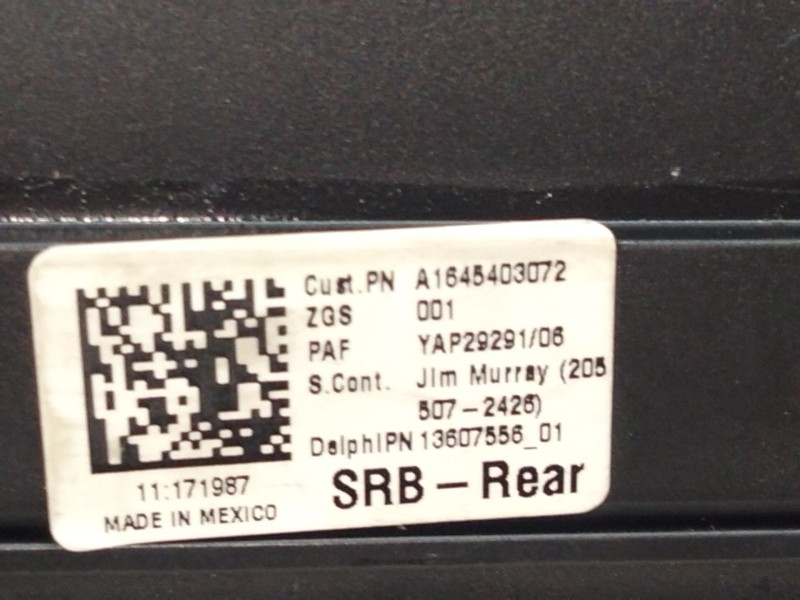 Cust.PN A1645403072
ZGS 001
PAF YAP29291/06
S.Cont. Jim Murray (205
507-2426)
DelphiPN 13607556_01
SRB - Rear
11:171987
MADE IN MEXICO